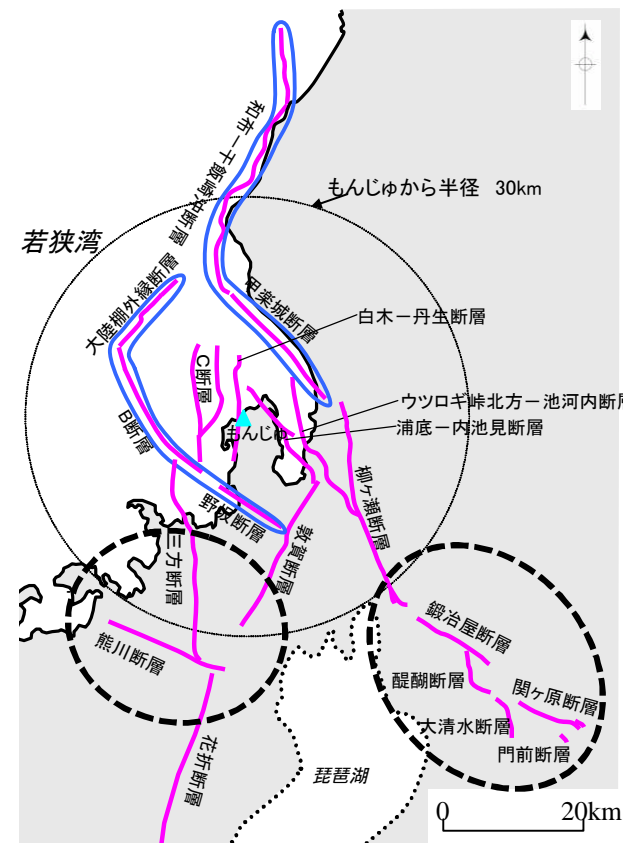 和布－干飯崎沖断層
もんじゅから半径 30km
若狭湾
大陸棚外縁断層
甲楽城断層
白木－丹生断層
C断層
B断層
ウツロギ峠北方－池河内断層
もんじゅ
浦底－内池見断層
柳ヶ瀬断層
野坂断層
三方断層
敦賀断層
熊川断層
鍛冶屋断層
醍醐断層
関ヶ原断層
大清水断層
門前断層
花折断層
琵琶湖
0 20km